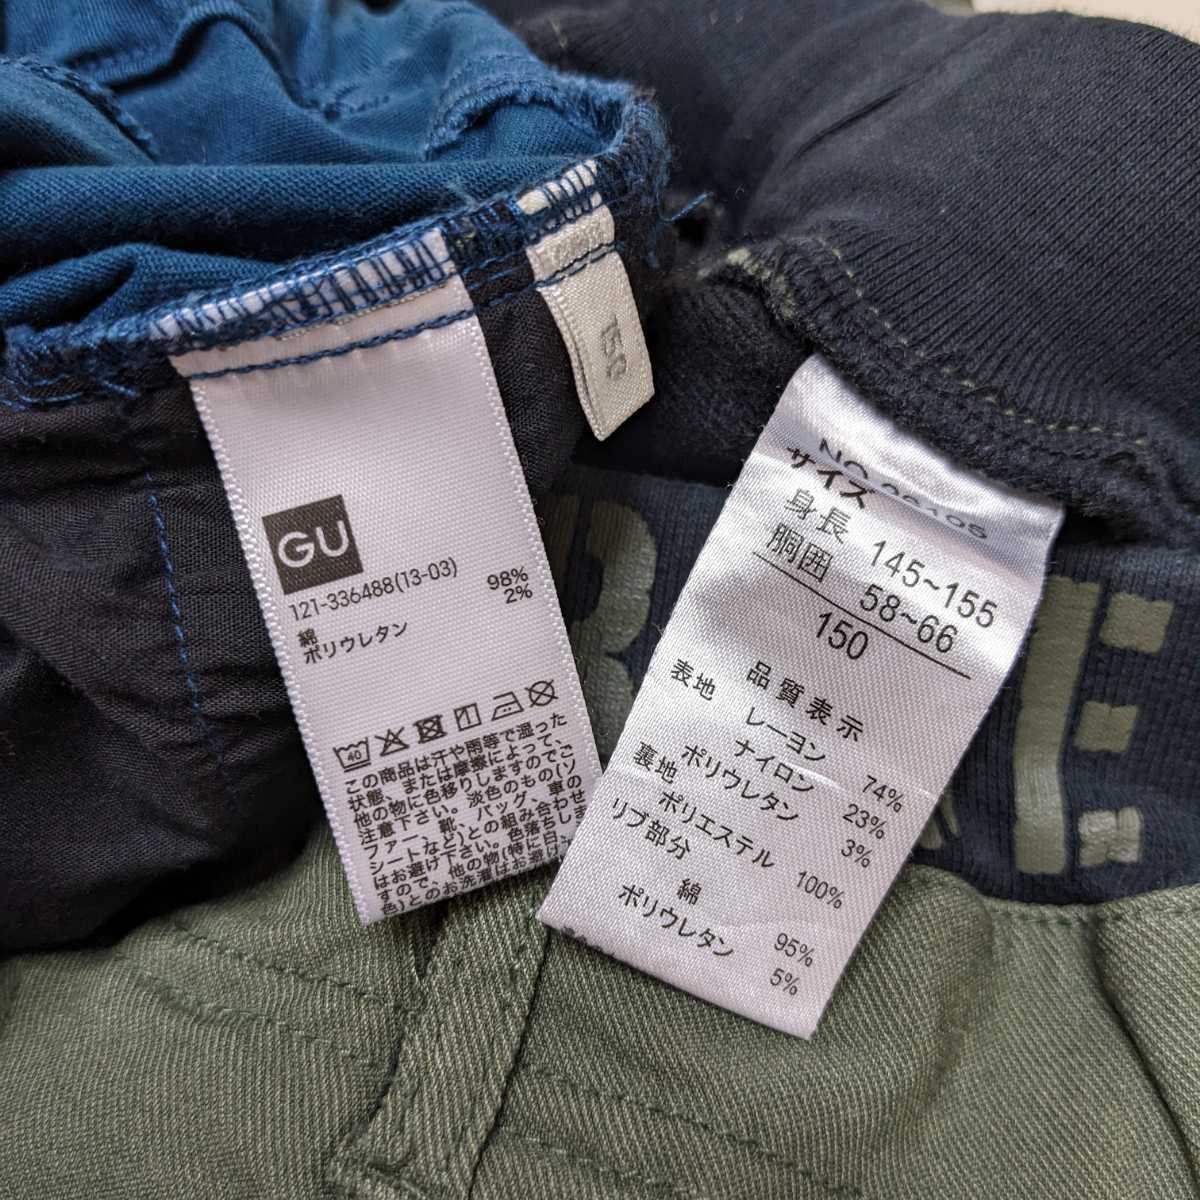 GU
121-336488(13-03)
綿 98%
ポリウレタン 2%
40
この商品は汗や雨等で湿った
状態、または摩擦によって、
他の物に色移りしますのでご
注意下さい。淡色のもの(ソ
ファー、靴、バッグ、車の
シートなど)との組み合わせ
はお避け下さい。色落ちしま
すので、他の物(特に白
色)とのお洗濯はお避け
150
サイズ
身長 145~155
胴囲 58~66
150
品質表示
表地
レーヨン 74%
ナイロン 23%
ポリウレタン 3%
裏地
ポリエステル 100%
リブ部分
綿 95%
ポリウレタン 5%